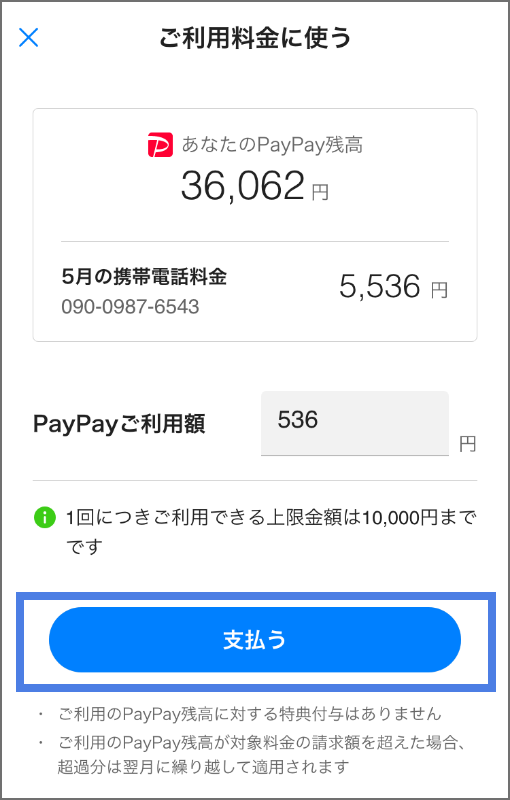 ご利用料金に使う
あなたのPayPay残高
36,062 円
5月の携帯電話料金
5,536 円
090-0987-6543
PayPayご利用額
536
円
1回につきご利用できる上限金額は10,000円まで
です
支払う
・ ご利用のPayPay残高に対する特典付与はありません
・ ご利用のPayPay残高が対象料金の請求額を超えた場合、
超過分は翌月に繰り越して適用されます